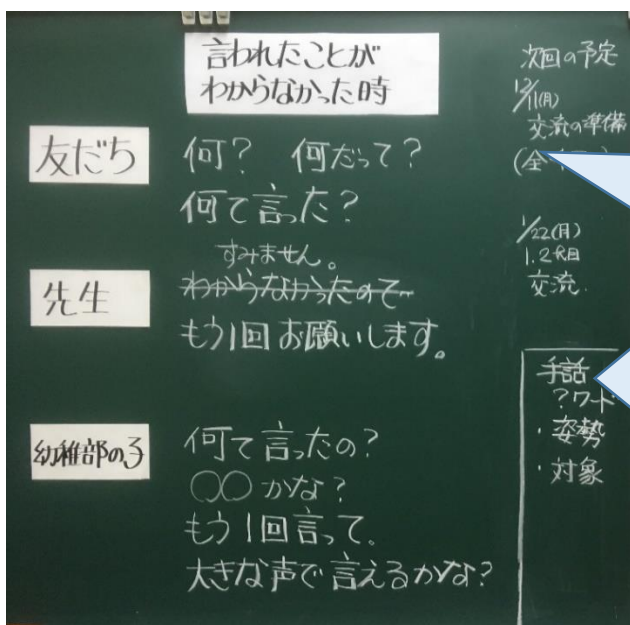 言われたことが
わからなかった時
友だち
何？ 何だって？
何て言った？
先生
すみません。
わからなかったので
もう1回お願いします。
幼稚部の子
何て言ったの？
○○かな？
もう1回言って。
大きな声で言えるかな？
次回の予定
12/11(月)
交流の準備
(全
1/22(月)
1.2校目
交流.
手話
?ワード
・姿勢
・対象